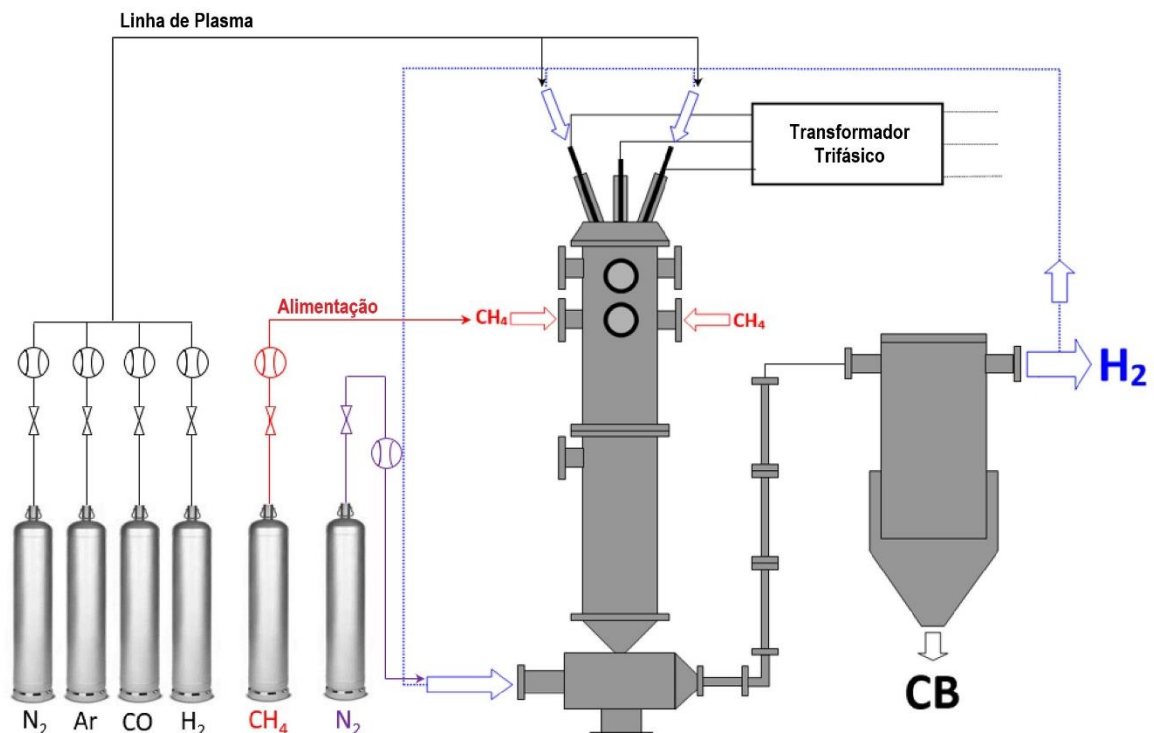 Linha de Plasma
Transformador
Trifásico
Alimentação
CH₄
CH₄
H₂
CB
N₂
Ar
CO
H₂
CH₄
N₂